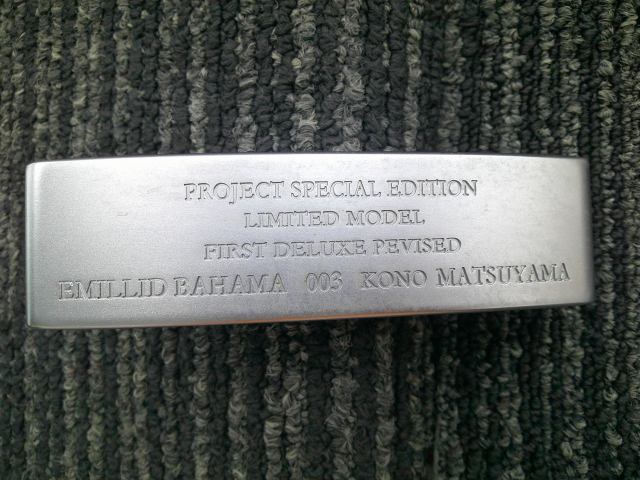 PROJECT SPECIAL EDITION
LIMITED MODEL
FIRST DELUXE PEVISED
EMILLID BAHAMA 003 KONO MATSUYAMA